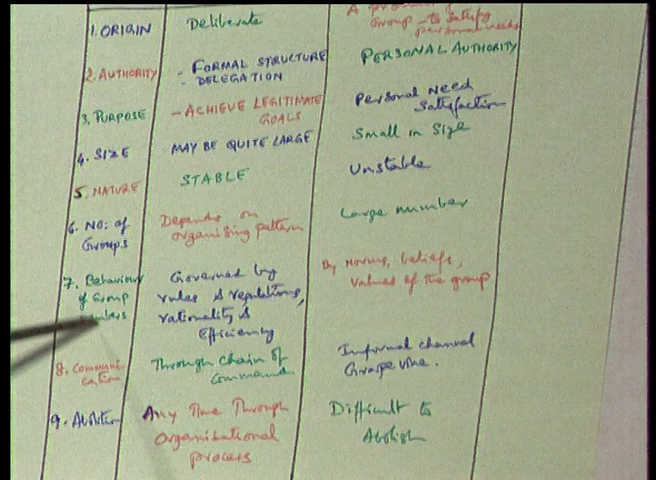 Group - to satisfy
1. ORIGIN Deliberate personal needs
2. AUTHORITY - FORMAL STRUCTURE PERSONAL AUTHORITY
- DELEGATION
3. PURPOSE - ACHIEVE LEGITIMATE Personal Need
GOALS Satisfaction
4. SIZE MAY BE QUITE LARGE Small in Size
5. NATURE STABLE Unstable
6. NO: of Depends on Large number
Groups organising pattern
7. Behaviour Governed by By Norms, beliefs,
of Group rules & regulations, values of the group
rationality &
Efficiency
8. Communi- Through Chain of Informal channel
cation Command Grape vine.
9. Abolition Any Time Through Difficult to
Organisational Abolish
process